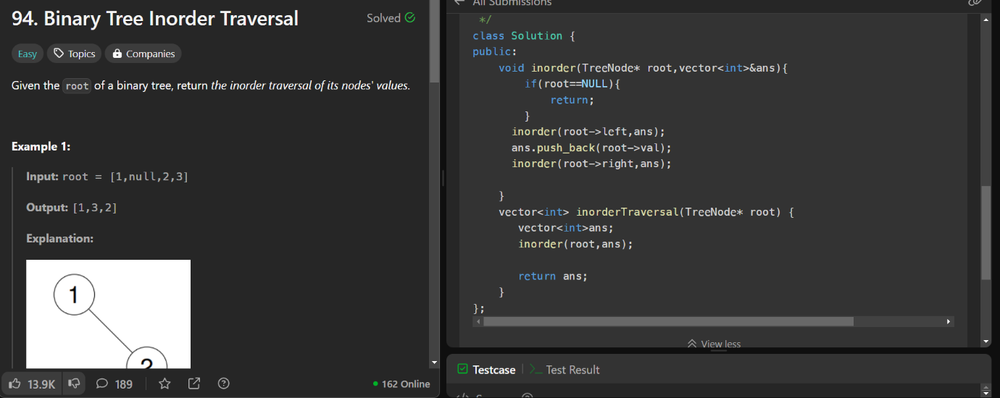 94. Binary Tree Inorder Traversal
Solved
Easy
Topics
Companies
Given the root of a binary tree, return the inorder traversal of its nodes' values.
Example 1:
Input: root = [1,null,2,3]
Output: [1,3,2]
Explanation:
1
2
13.9K
189
162 Online
All Submissions
*/
class Solution {
public:
void inorder(TreeNode* root,vector<int>&ans){
if(root==NULL){
return;
}
inorder(root->left,ans);
ans.push_back(root->val);
inorder(root->right,ans);
}
vector<int> inorderTraversal(TreeNode* root) {
vector<int>ans;
inorder(root,ans);
return ans;
}
};
View less
Testcase
>_ Test Result